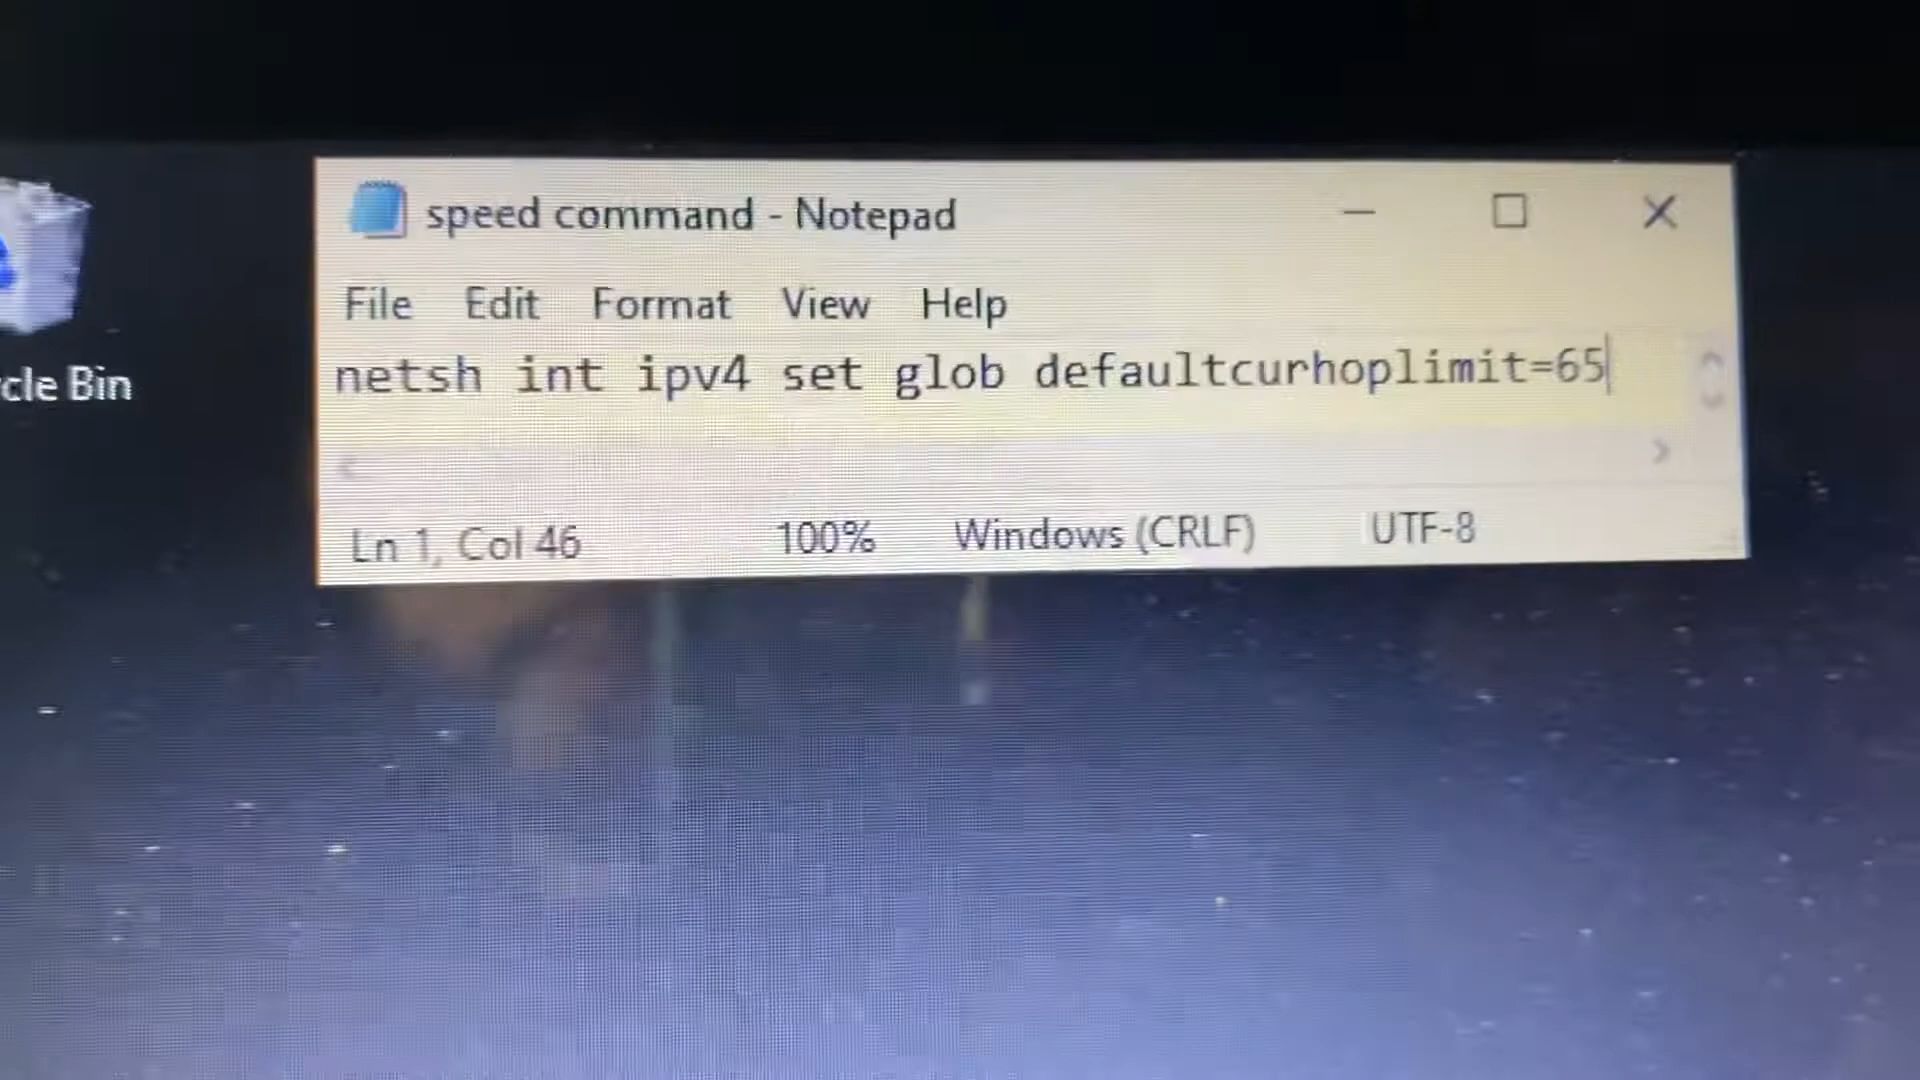 speed command - Notepad
File Edit Format View Help
netsh int ipv4 set glob defaultcurhoplimit=65
cle Bin
Ln 1, Col 46 100% Windows (CRLF) UTF-8